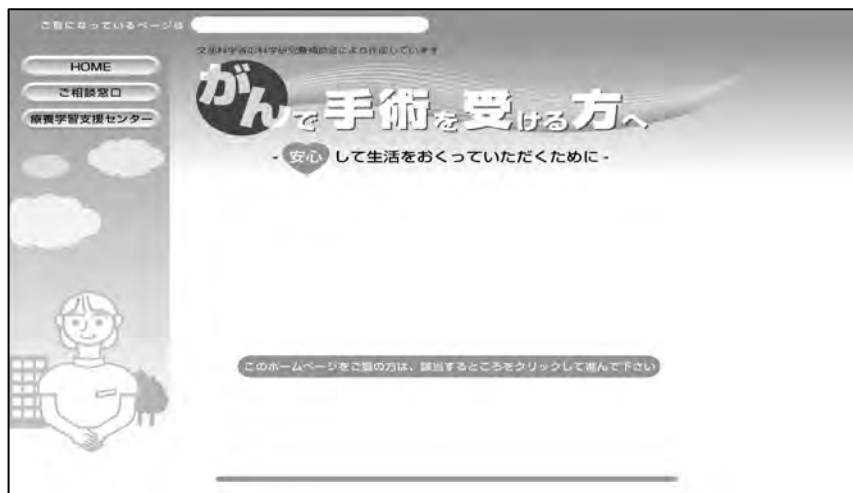 ご覧になっているページは
文部科学省の科学研究費補助金により作成しています
HOME
ご相談窓口
療養学習支援センター
がんで手術を受ける方へ
- 安心 して生活をおくっていただくために -
このホームページをご覧の方は、該当するところをクリックして進んで下さい